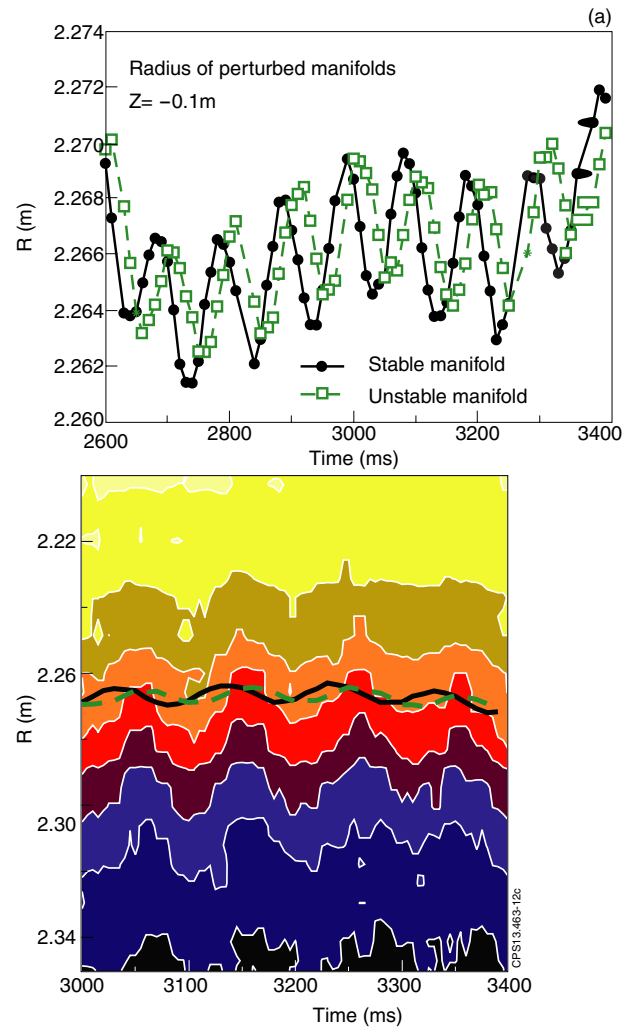 (a)
2.274
2.272
2.270
2.268
2.266
2.264
2.262
2.260
R (m)
Radius of perturbed manifolds
Z= −0.1m
Stable manifold
Unstable manifold
2600
2800
3000
3200
3400
Time (ms)
2.22
2.26
2.30
2.34
R (m)
CPS13.463-12c
3000
3100
3200
3300
3400
Time (ms)